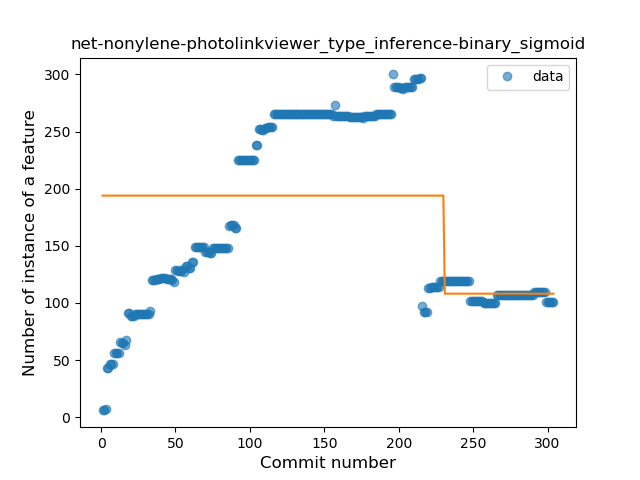 net-nonylene-photolinkviewer_type_inference-binary_sigmoid
data
Number of instance of a feature
300
250
200
150
100
50
0
0 50 100 150 200 250 300
Commit number